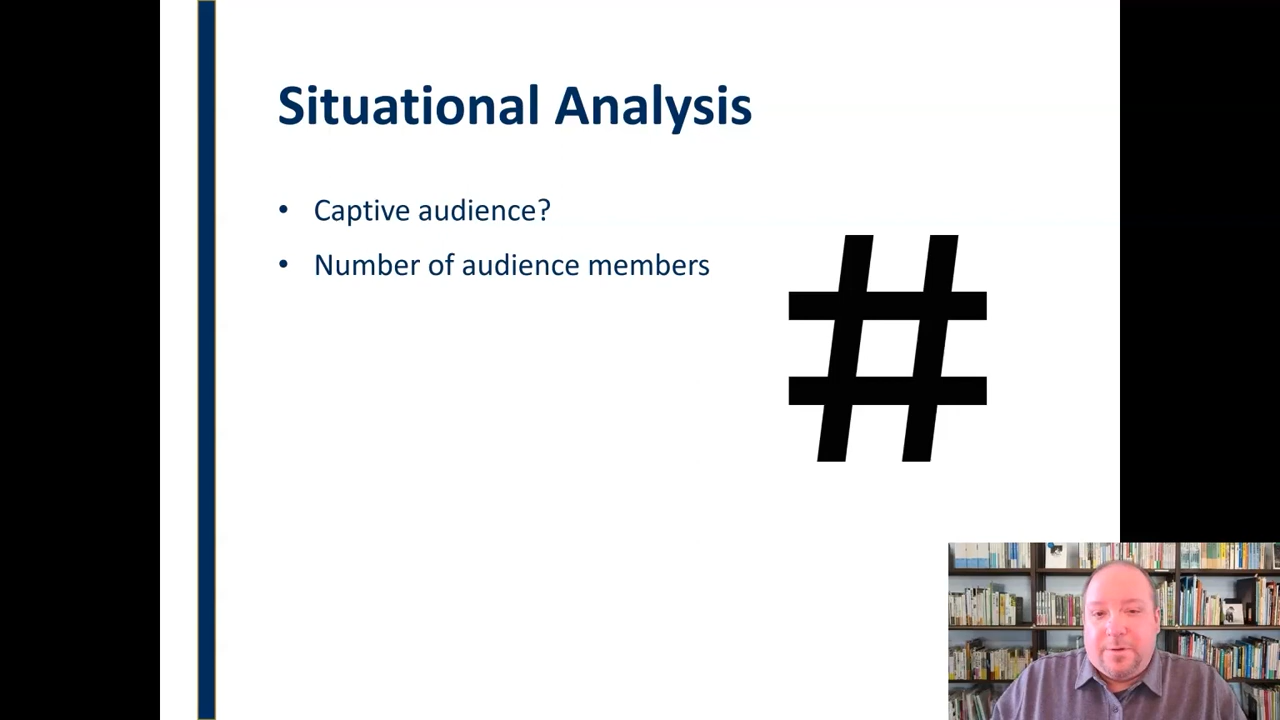 Situational Analysis
• Captive audience?
• Number of audience members
#